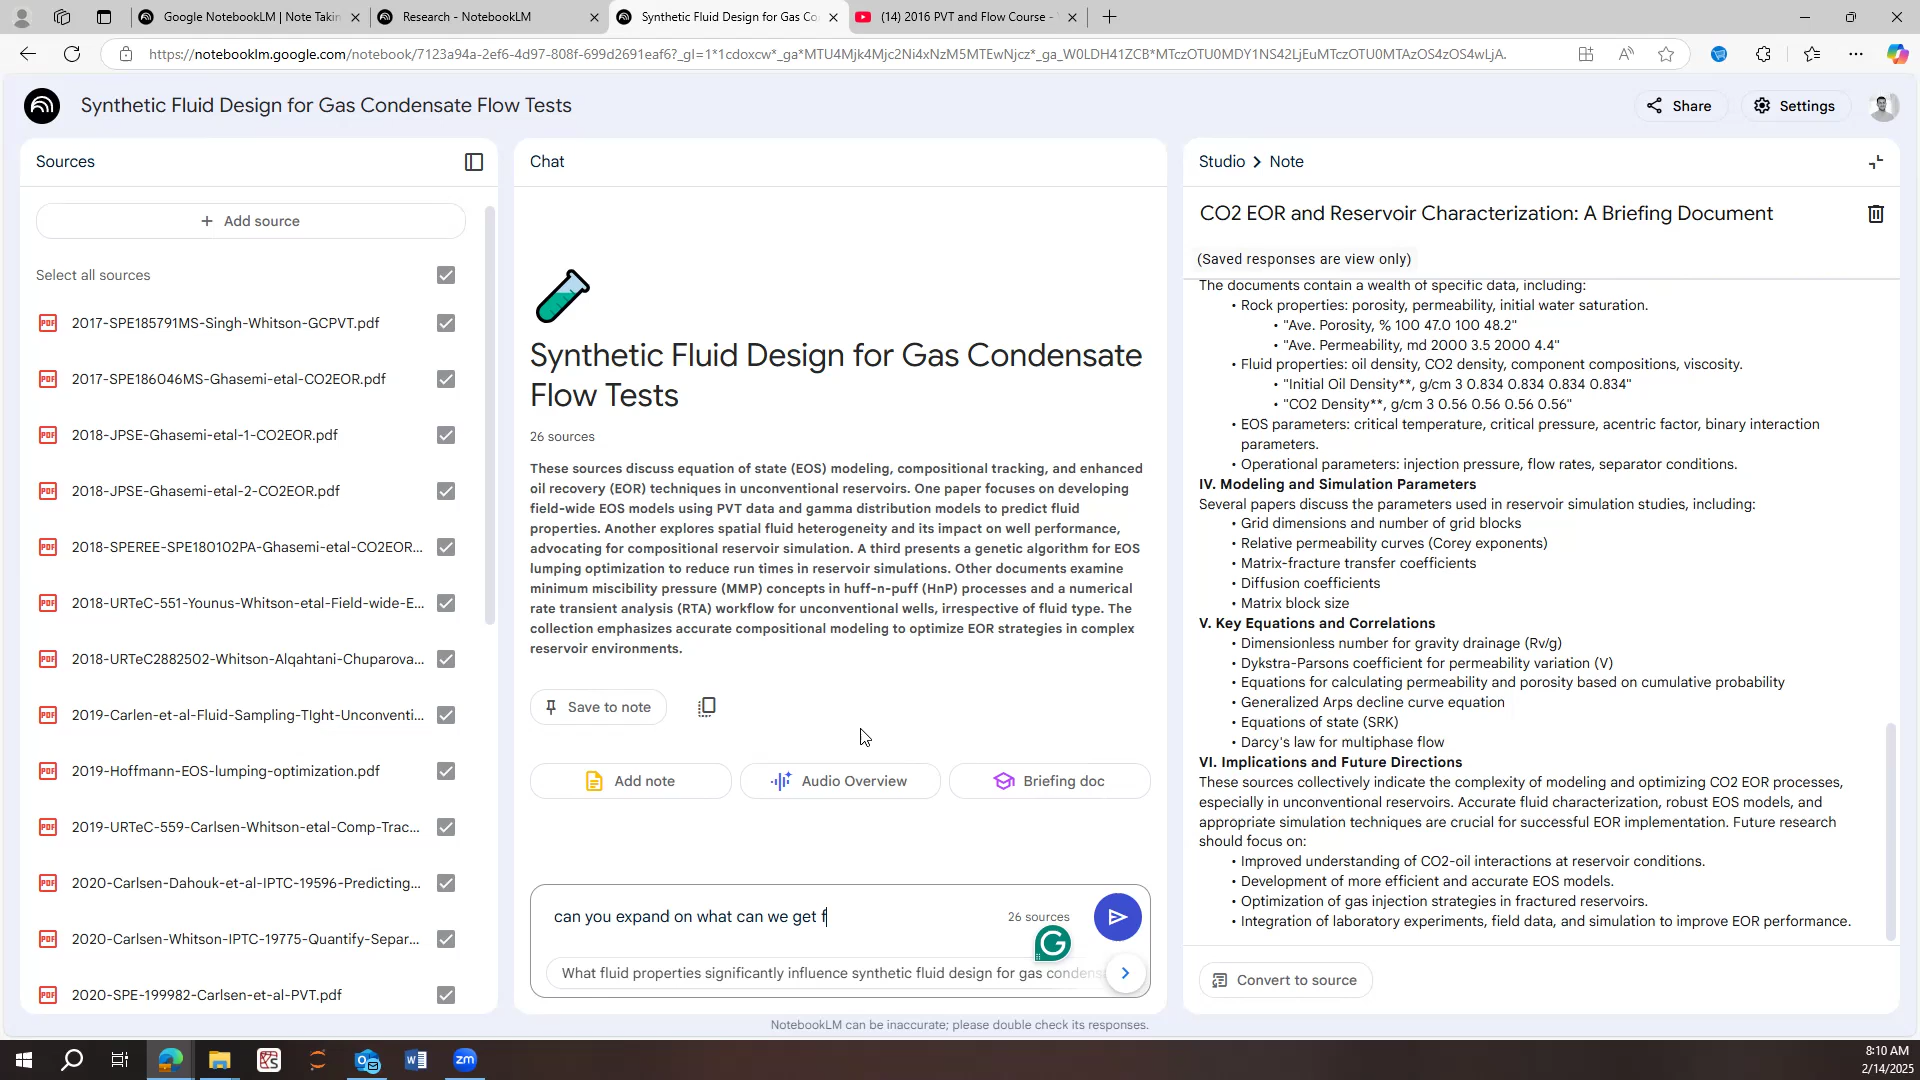 Google NotebookLM | Note Takin
Research - NotebookLM
Synthetic Fluid Design for Gas Co
(14) 2016 PVT and Flow Course -
https://notebooklm.google.com/notebook/7123a94a-2ef6-4d97-808f-699d2691eaf6?_gl=1*1cdoxcw*_ga*MTU4Mjk4Mjc2Ni4xNzM5MTEwNjcz*_ga_W0LDH41ZCB*MTczOTU0MDY1NS42LjEuMTczOTU0MTAzOS4zOS4wLjA.
Synthetic Fluid Design for Gas Condensate Flow Tests
Share
Settings
Sources
Add source
Select all sources
PDF 2017-SPE185791MS-Singh-Whitson-GCPVT.pdf
PDF 2017-SPE186046MS-Ghasemi-etal-CO2EOR.pdf
PDF 2018-JPSE-Ghasemi-etal-1-CO2EOR.pdf
PDF 2018-JPSE-Ghasemi-etal-2-CO2EOR.pdf
PDF 2018-SPEREE-SPE180102PA-Ghasemi-etal-CO2EOR...
PDF 2018-URTeC-551-Younus-Whitson-etal-Field-wide-E...
PDF 2018-URTeC2882502-Whitson-Alqahtani-Chuparova...
PDF 2019-Carlen-et-al-Fluid-Sampling-TIght-Unconventi...
PDF 2019-Hoffmann-EOS-lumping-optimization.pdf
PDF 2019-URTeC-559-Carlsen-Whitson-etal-Comp-Trac...
PDF 2020-Carlsen-Dahouk-et-al-IPTC-19596-Predicting...
PDF 2020-Carlsen-Whitson-IPTC-19775-Quantify-Separ...
PDF 2020-SPE-199982-Carlsen-et-al-PVT.pdf
Chat
Synthetic Fluid Design for Gas Condensate
Flow Tests
26 sources
These sources discuss equation of state (EOS) modeling, compositional tracking, and enhanced
oil recovery (EOR) techniques in unconventional reservoirs. One paper focuses on developing
field-wide EOS models using PVT data and gamma distribution models to predict fluid
properties. Another explores spatial fluid heterogeneity and its impact on well performance,
advocating for compositional reservoir simulation. A third presents a genetic algorithm for EOS
lumping optimization to reduce run times in reservoir simulations. Other documents examine
minimum miscibility pressure (MMP) concepts in huff-n-puff (HnP) processes and a numerical
rate transient analysis (RTA) workflow for unconventional wells, irrespective of fluid type. The
collection emphasizes accurate compositional modeling to optimize EOR strategies in complex
reservoir environments.
Save to note
Add note
Audio Overview
Briefing doc
can you expand on what can we get f
26 sources
G
What fluid properties significantly influence synthetic fluid design for gas condens
NotebookLM can be inaccurate; please double check its responses.
Studio > Note
CO2 EOR and Reservoir Characterization: A Briefing Document
(Saved responses are view only)
The documents contain a wealth of specific data, including:
• Rock properties: porosity, permeability, initial water saturation.
• "Ave. Porosity, % 100 47.0 100 48.2"
• "Ave. Permeability, md 2000 3.5 2000 4.4"
• Fluid properties: oil density, CO2 density, component compositions, viscosity.
• "Initial Oil Density**, g/cm 3 0.834 0.834 0.834 0.834"
• "CO2 Density**, g/cm 3 0.56 0.56 0.56 0.56"
• EOS parameters: critical temperature, critical pressure, acentric factor, binary interaction
parameters.
• Operational parameters: injection pressure, flow rates, separator conditions.
IV. Modeling and Simulation Parameters
Several papers discuss the parameters used in reservoir simulation studies, including:
• Grid dimensions and number of grid blocks
• Relative permeability curves (Corey exponents)
• Matrix-fracture transfer coefficients
• Diffusion coefficients
• Matrix block size
V. Key Equations and Correlations
• Dimensionless number for gravity drainage (Rv/g)
• Dykstra-Parsons coefficient for permeability variation (V)
• Equations for calculating permeability and porosity based on cumulative probability
• Generalized Arps decline curve equation
• Equations of state (SRK)
• Darcy's law for multiphase flow
VI. Implications and Future Directions
These sources collectively indicate the complexity of modeling and optimizing CO2 EOR processes,
especially in unconventional reservoirs. Accurate fluid characterization, robust EOS models, and
appropriate simulation techniques are crucial for successful EOR implementation. Future research
should focus on:
• Improved understanding of CO2-oil interactions at reservoir conditions.
• Development of more efficient and accurate EOS models.
• Optimization of gas injection strategies in fractured reservoirs.
• Integration of laboratory experiments, field data, and simulation to improve EOR performance.
Convert to source
zm
8:10 AM
2/14/2025